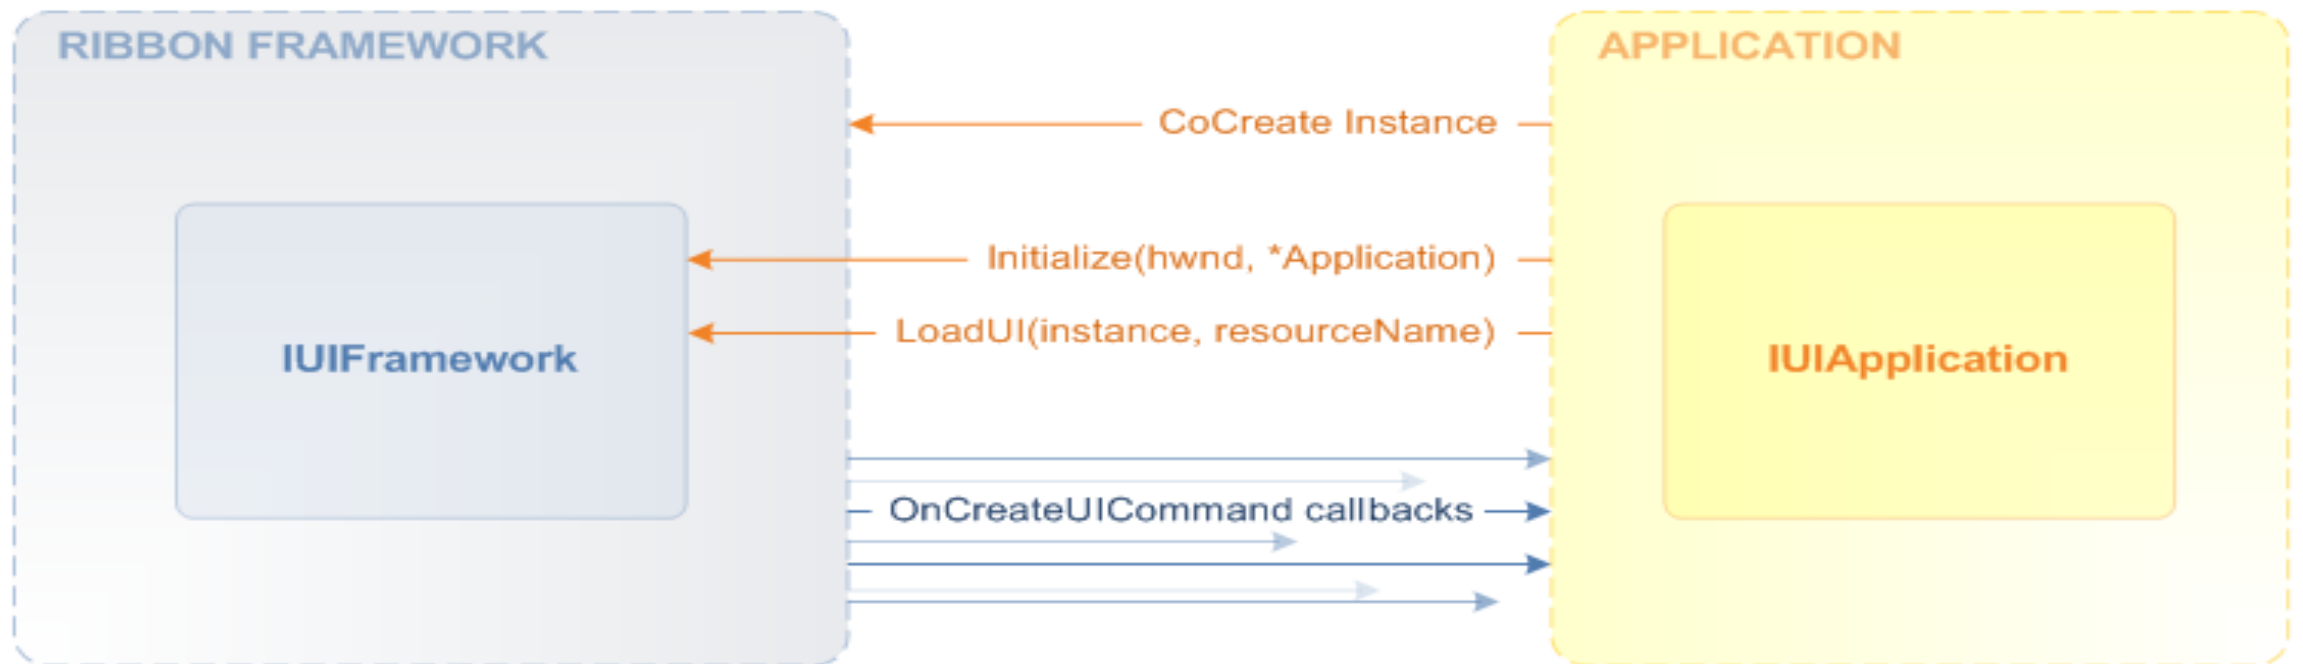 RIBBON FRAMEWORK
APPLICATION
CoCreate Instance
Initialize(hwnd, *Application)
LoadUI(instance, resourceName)
IUIFramework
IUIApplication
OnCreateUICommand callbacks